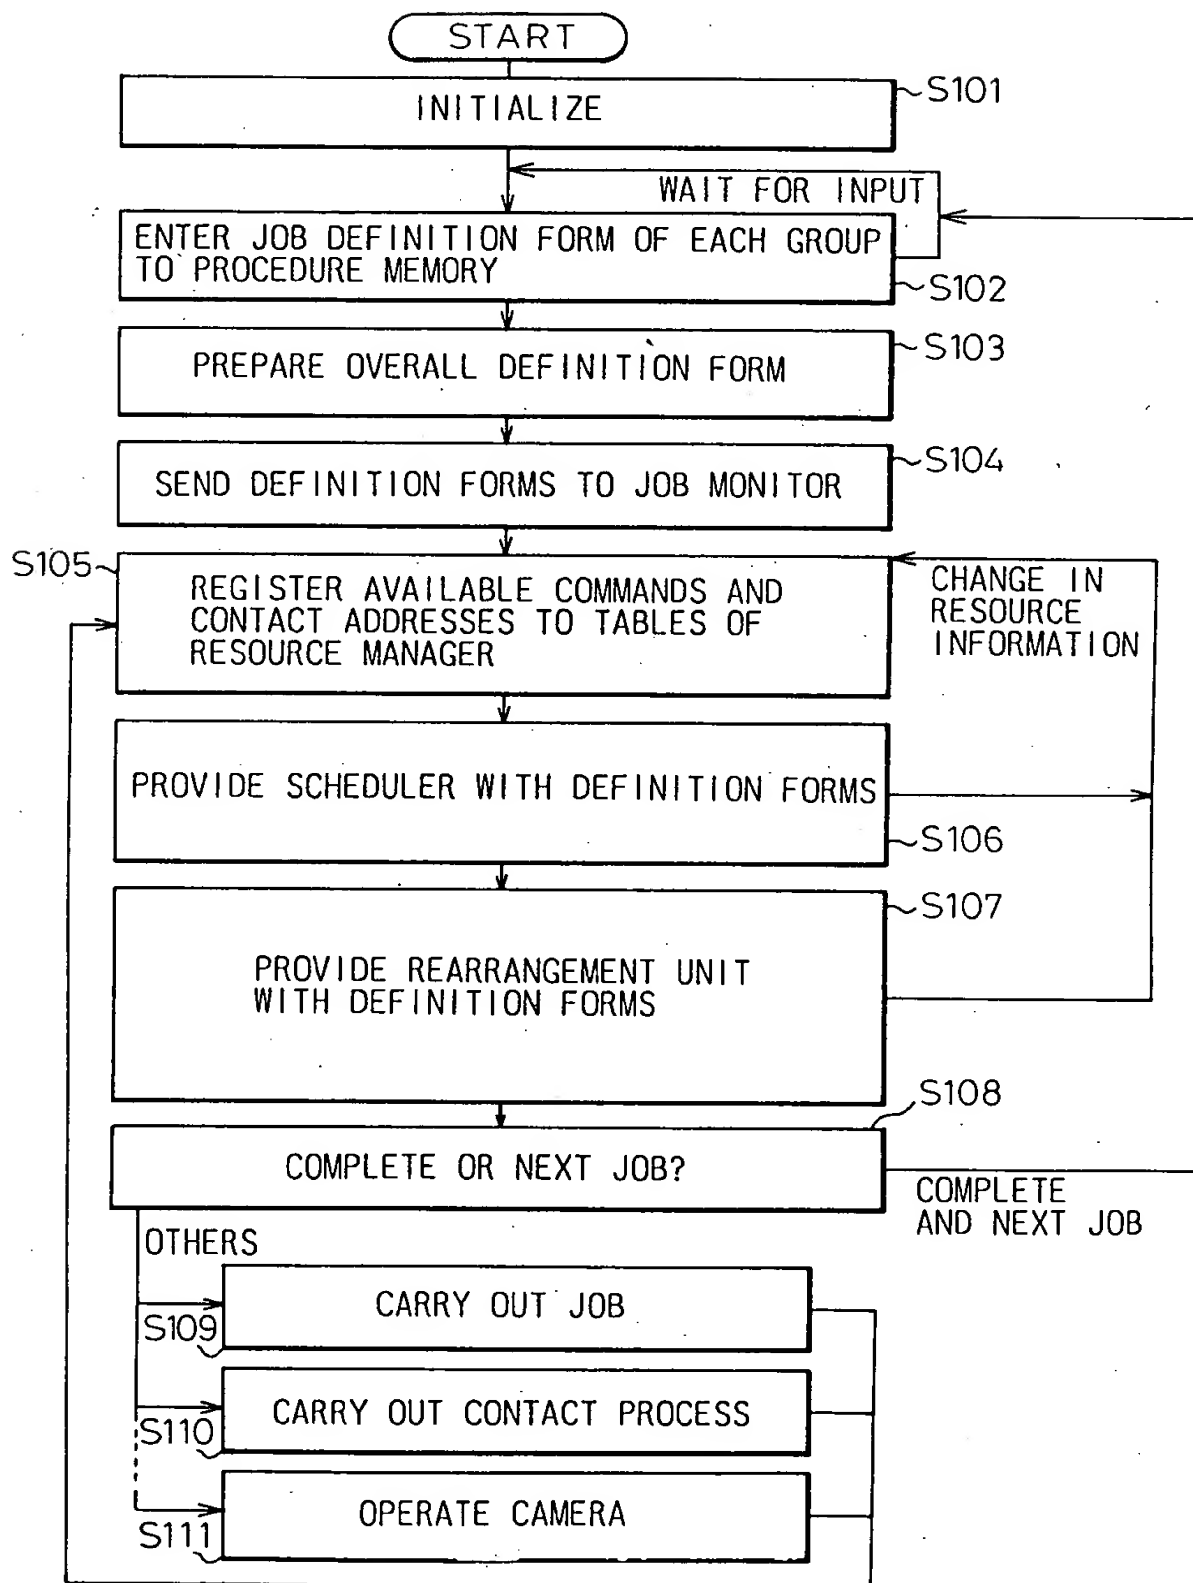 START
INITIALIZE
S101
WAIT FOR INPUT
ENTER JOB DEFINITION FORM OF EACH GROUP
TO PROCEDURE MEMORY
S102
PREPARE OVERALL DEFINITION FORM
S103
SEND DEFINITION FORMS TO JOB MONITOR
S104
S105
REGISTER AVAILABLE COMMANDS AND
CONTACT ADDRESSES TO TABLES OF
RESOURCE MANAGER
CHANGE IN
RESOURCE
INFORMATION
PROVIDE SCHEDULER WITH DEFINITION FORMS
S106
S107
PROVIDE REARRANGEMENT UNIT
WITH DEFINITION FORMS
S108
COMPLETE OR NEXT JOB?
COMPLETE
AND NEXT JOB
OTHERS
CARRY OUT JOB
S109
CARRY OUT CONTACT PROCESS
S110
OPERATE CAMERA
S111